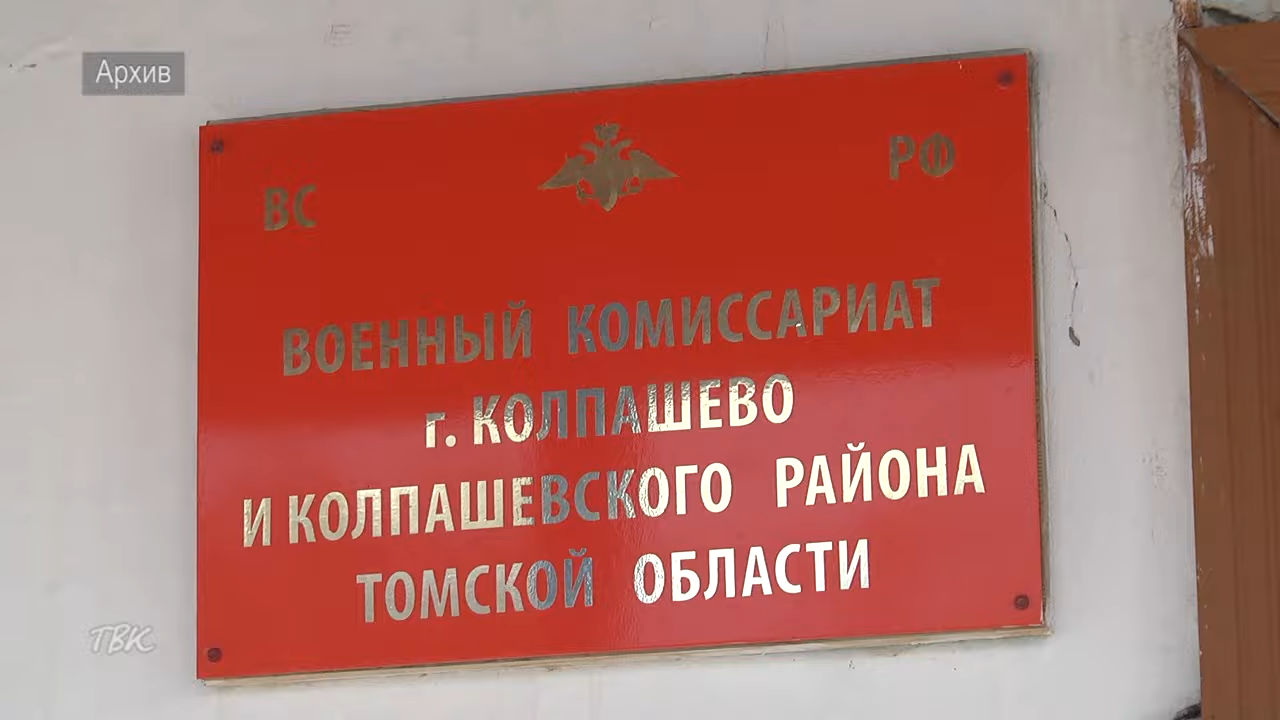 Архив
ВС РФ
ВОЕННЫЙ КОМИССАРИАТ
г. КОЛПАШЕВО
И КОЛПАШЕВСКОГО РАЙОНА
ТОМСКОЙ ОБЛАСТИ
ТВК